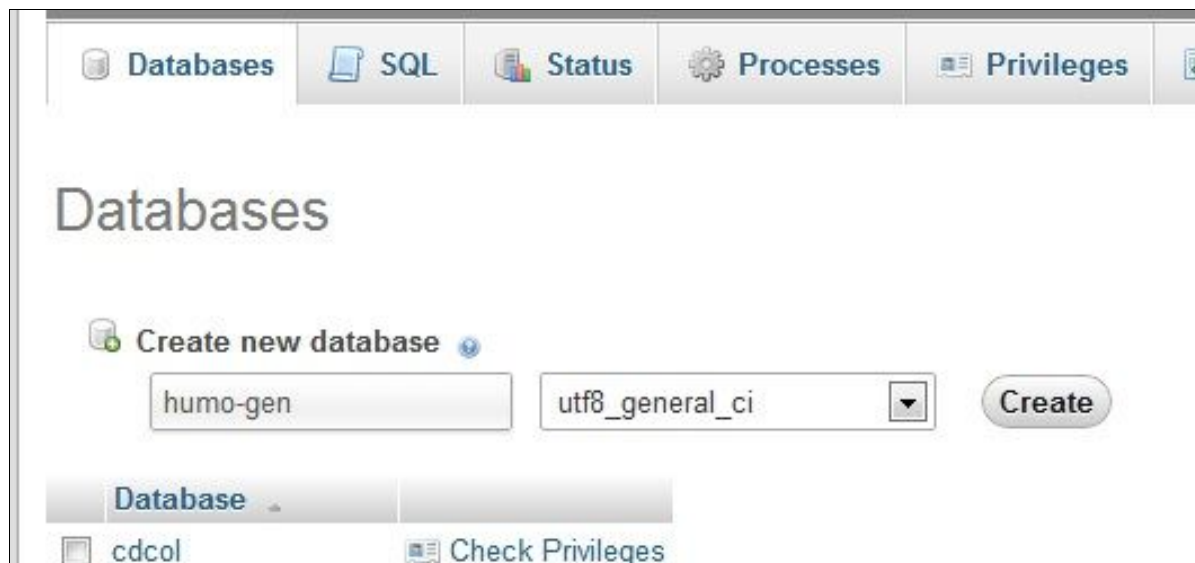 Databases SQL Status Processes Privileges
Databases
Create new database
humo-gen utf8_general_ci Create
Database
cdcol Check Privileges